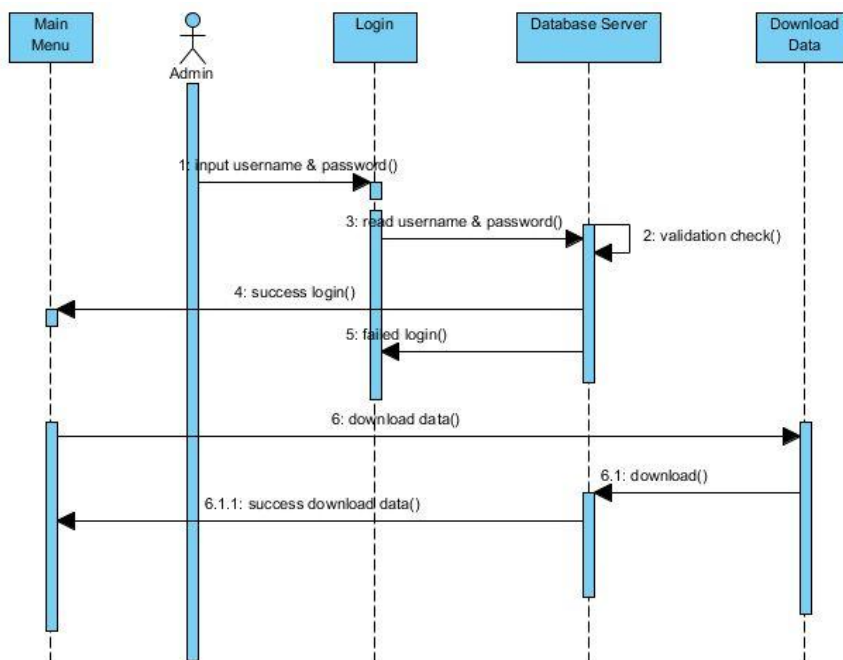 Main
Menu
Admin
Login
Database Server
Download
Data
1: input username & password()
3: read username & password()
2: validation check()
4: success login()
5: failed login()
6: download data()
6.1: download()
6.1.1: success download data()